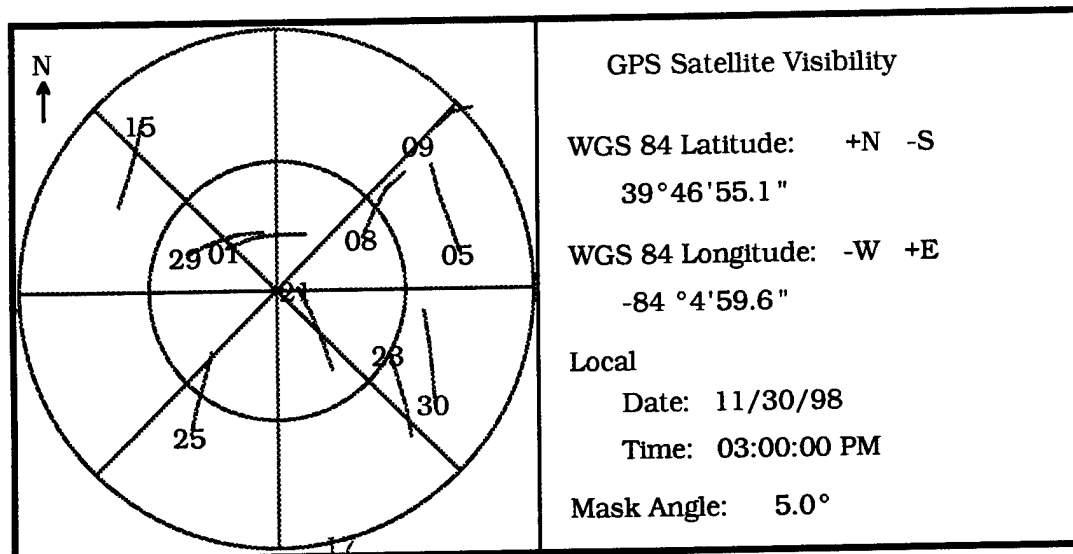 N
15
09
08
05
29 01
21
23
30
25
GPS Satellite Visibility
WGS 84 Latitude: +N -S
39°46'55.1"
WGS 84 Longitude: -W +E
-84 °4'59.6"
Local
Date: 11/30/98
Time: 03:00:00 PM
Mask Angle: 5.0°